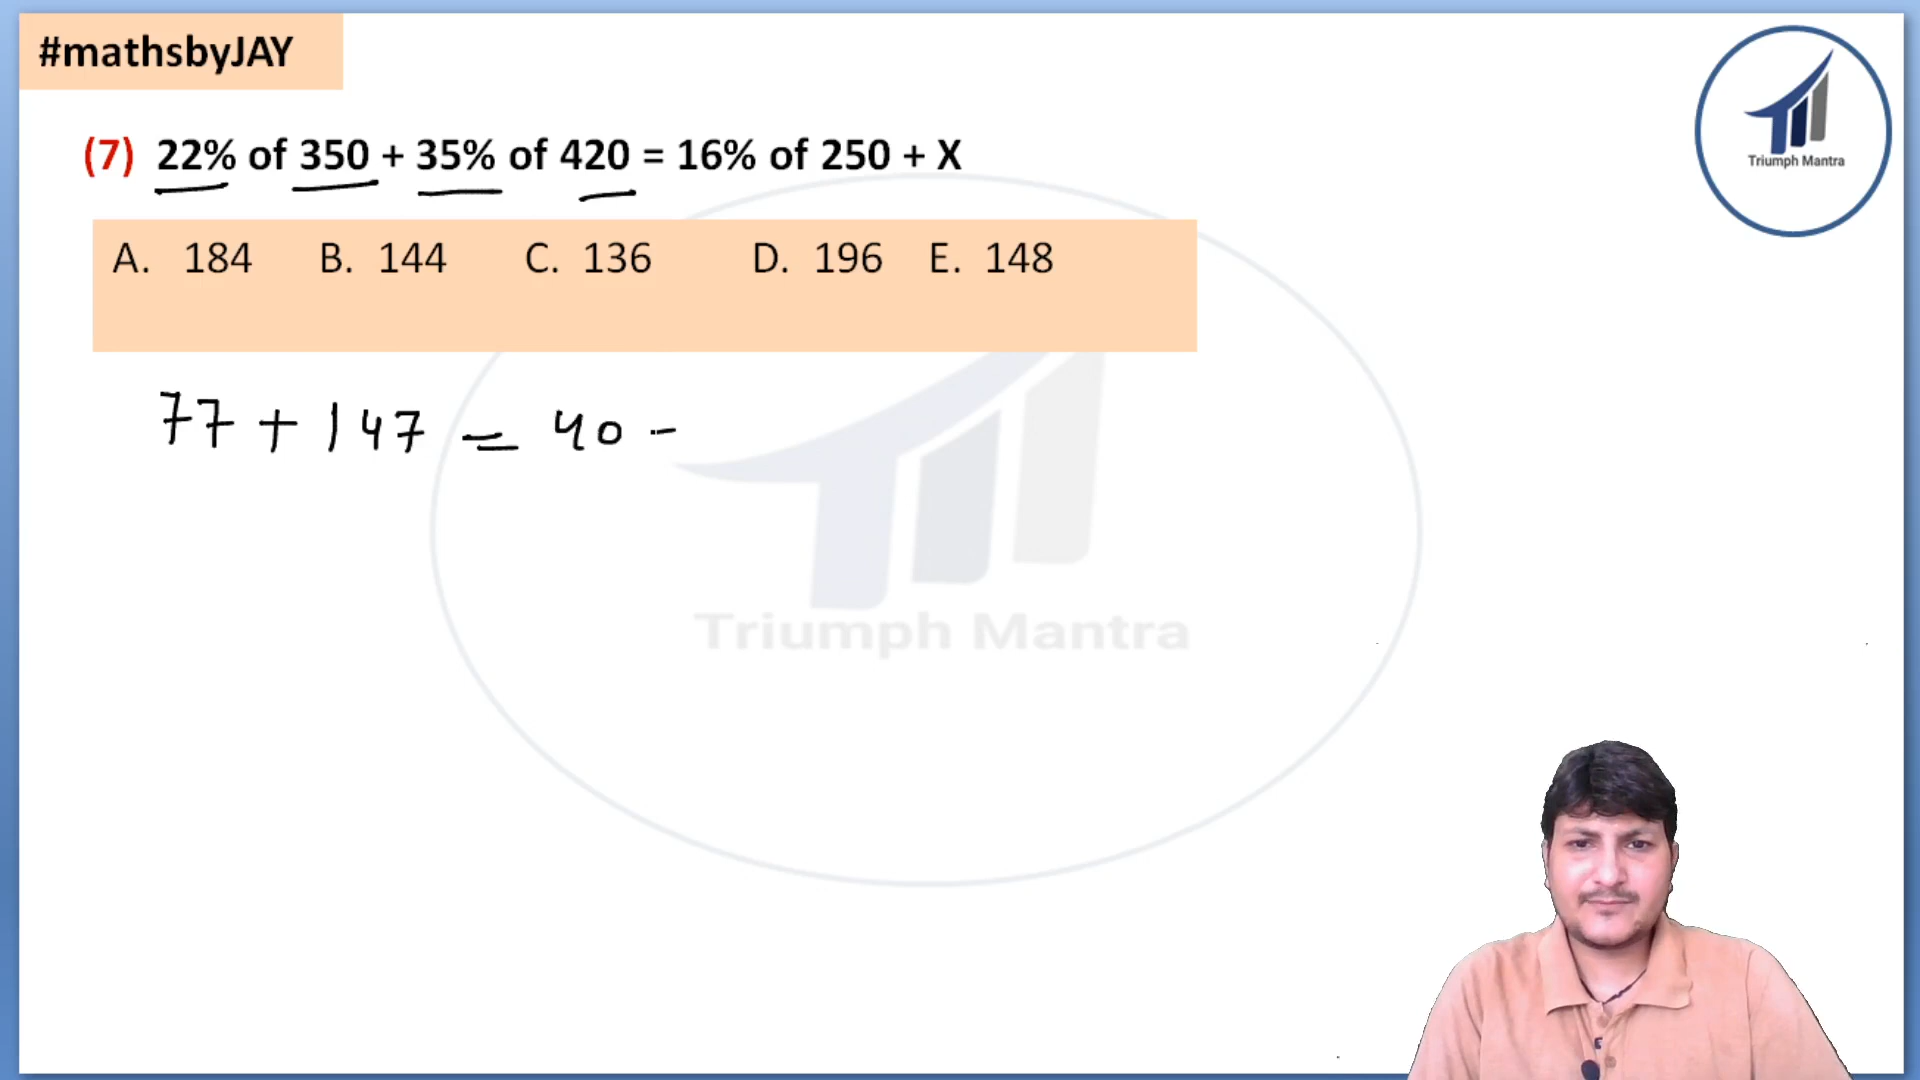 #mathsbyJAY
(7) 22% of 350 + 35% of 420 = 16% of 250 + X
A. 184 B. 144 C. 136 D. 196 E. 148
77 + 147 = 40 -
Triumph Mantra
Triumph Mantra